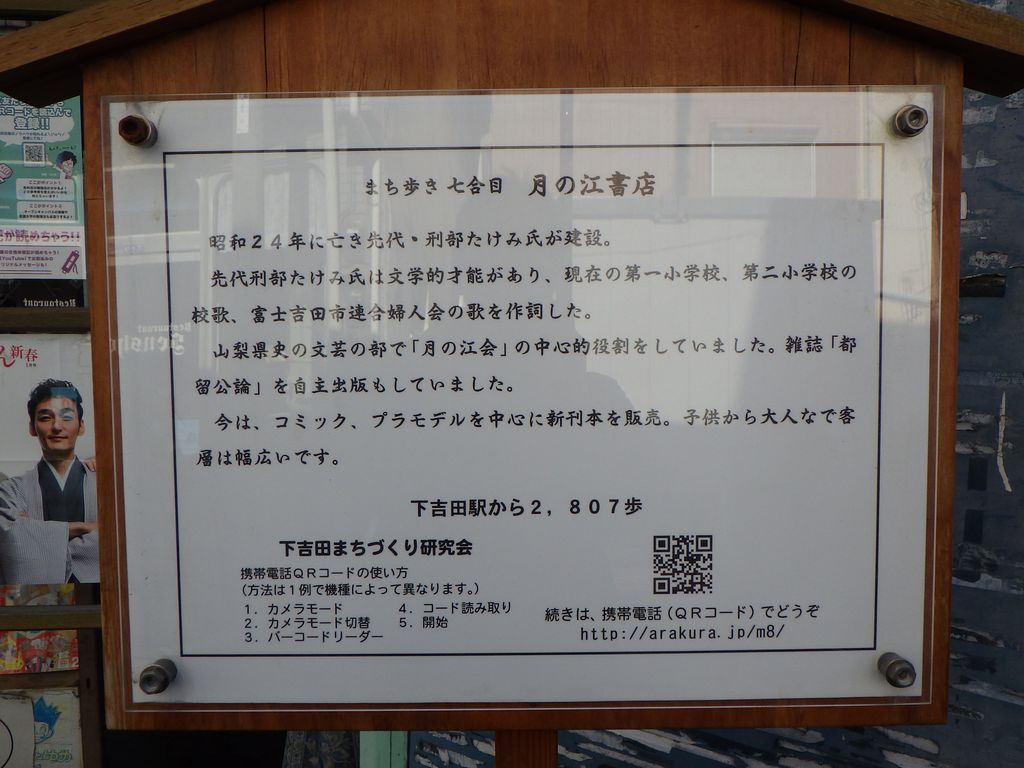 まち歩き 七合目 月の江書店
昭和24年に亡き先代・刑部たけみ氏が建設。
先代刑部たけみ氏は文学的才能があり、現在の第一小学校、第二小学校の
校歌、富士吉田市連合婦人会の歌を作詞した。
山梨県史の文芸の部で「月の江会」の中心的役割をしていました。雑誌「都
留公論」を自主出版もしていました。
今は、コミック、プラモデルを中心に新刊本を販売。子供から大人なで客
層は幅広いです。
下吉田駅から2,807歩
下吉田まちづくり研究会
携帯電話QRコードの使い方
(方法は1例で機種によって異なります。)
1. カメラモード 4. コード読み取り
2. カメラモード切替 5. 開始
3. バーコードリーダー
続きは、携帯電話(QRコード)でどうぞ
http://arakura.jp/m8/
登録!!
が読めちゃう!!
Restaurant
新春